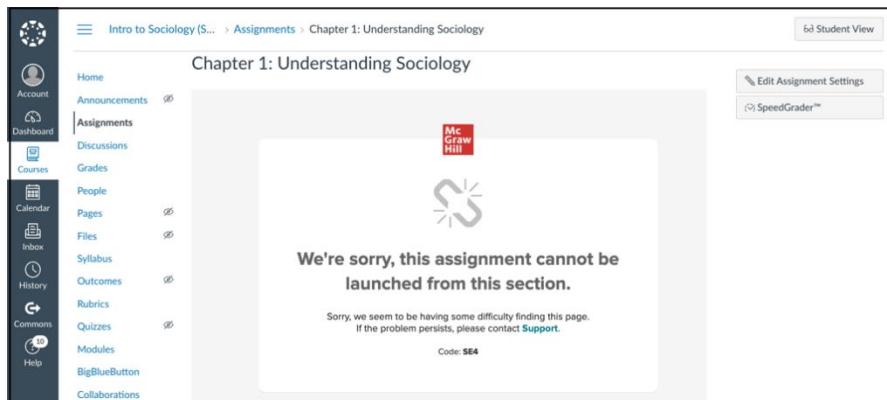 Intro to Sociology (S... > Assignments > Chapter 1: Understanding Sociology
Student View
Account
Dashboard
Courses
Calendar
Inbox
History
Commons
10
Help
Home
Announcements
Assignments
Discussions
Grades
People
Pages
Files
Syllabus
Outcomes
Rubrics
Quizzes
Modules
BigBlueButton
Collaborations
Chapter 1: Understanding Sociology
Mc
Graw
Hill
We're sorry, this assignment cannot be
launched from this section.
Sorry, we seem to be having some difficulty finding this page.
If the problem persists, please contact Support.
Code: SE4
Edit Assignment Settings
SpeedGrader™